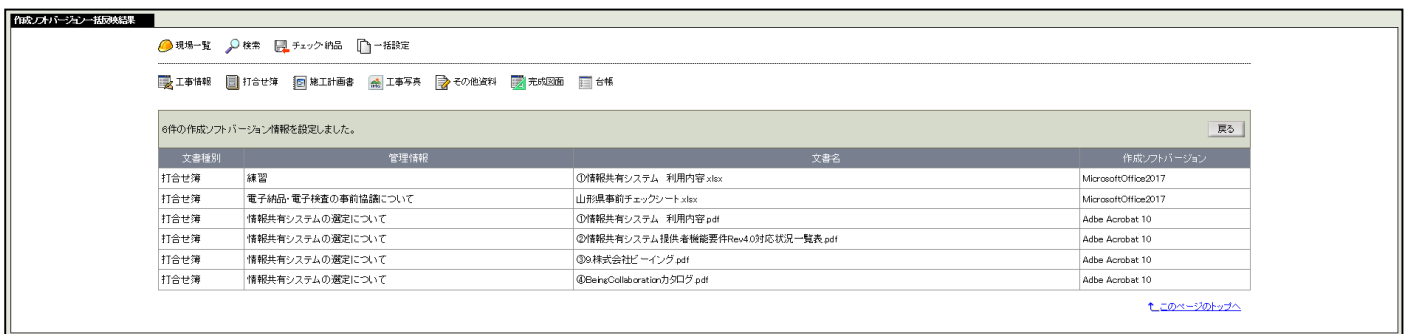 作成ソフトバージョン一括反映結果
現場一覧 検索 チェック・納品 一括設定
工事情報 打合せ簿 施工計画書 工事写真 その他資料 完成図面 台帳
6件の作成ソフトバージョン情報を設定しました。 戻る
文書種別 管理情報 文書名 作成ソフトバージョン
打合せ簿 練習 ①情報共有システム 利用内容.xlsx MicrosoftOffice2017
打合せ簿 電子納品・電子検査の事前協議について 山形県事前チェックシート.xlsx MicrosoftOffice2017
打合せ簿 情報共有システムの選定について ①情報共有システム 利用内容.pdf Adbe Acrobat 10
打合せ簿 情報共有システムの選定について ②情報共有システム提供者機能要件Rev4.0対応状況一覧表.pdf Adbe Acrobat 10
打合せ簿 情報共有システムの選定について ③9.株式会社ビーイング.pdf Adbe Acrobat 10
打合せ簿 情報共有システムの選定について ④BeingCollaborationカタログ.pdf Adbe Acrobat 10
↑ このページのトップへ